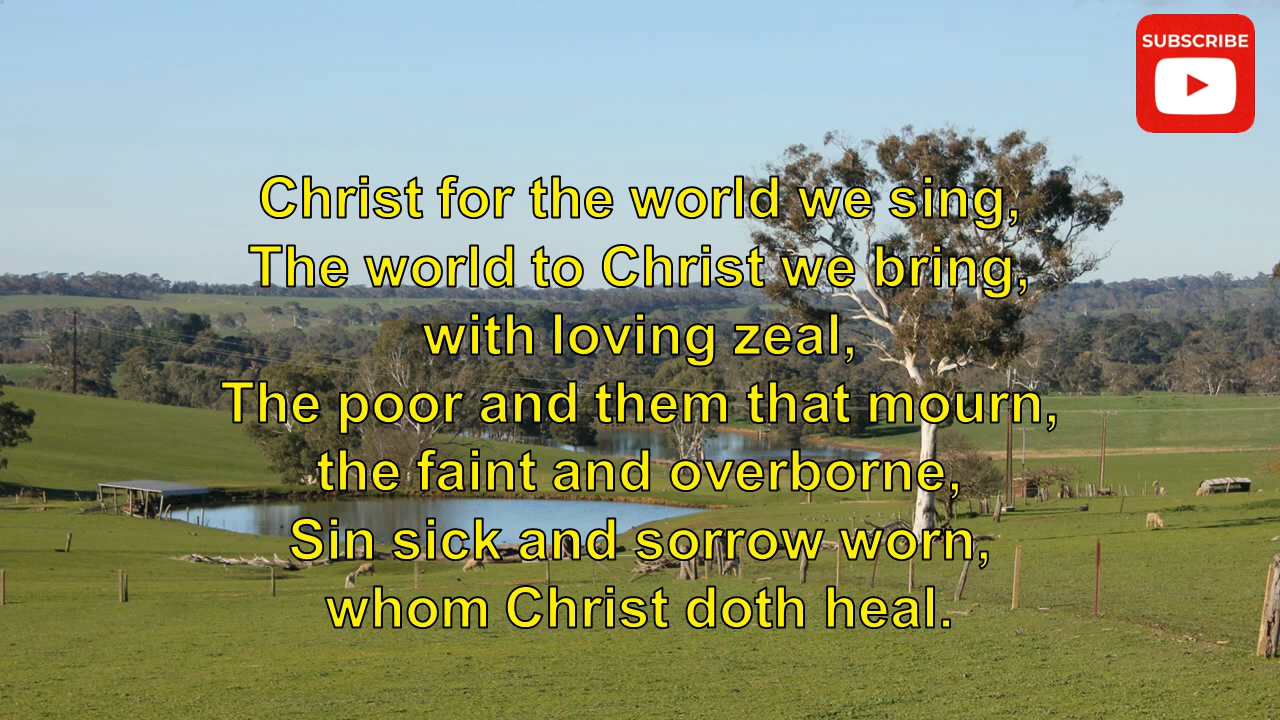 SUBSCRIBE
Christ for the world we sing,
The world to Christ we bring,
with loving zeal,
The poor and them that mourn,
the faint and overborne,
Sin sick and sorrow worn,
whom Christ doth heal.